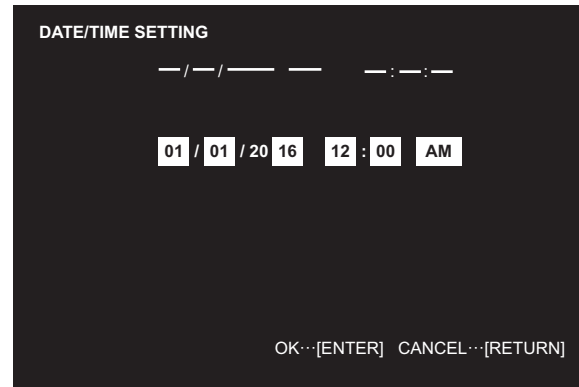 DATE/TIME SETTING
—/—/—— — —:—:—
01 / 01 / 20 16 12 : 00 AM
OK···[ENTER] CANCEL···[RETURN]